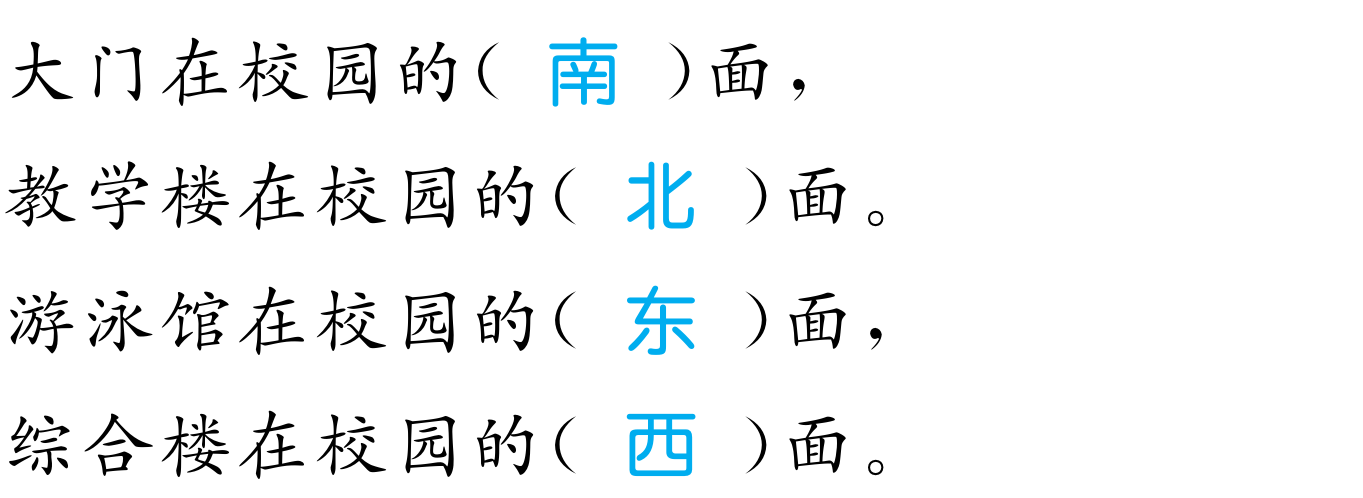 大门在校园的( 南 )面，
教学楼在校园的( 北 )面。
游泳馆在校园的( 东 )面，
综合楼在校园的( 西 )面。